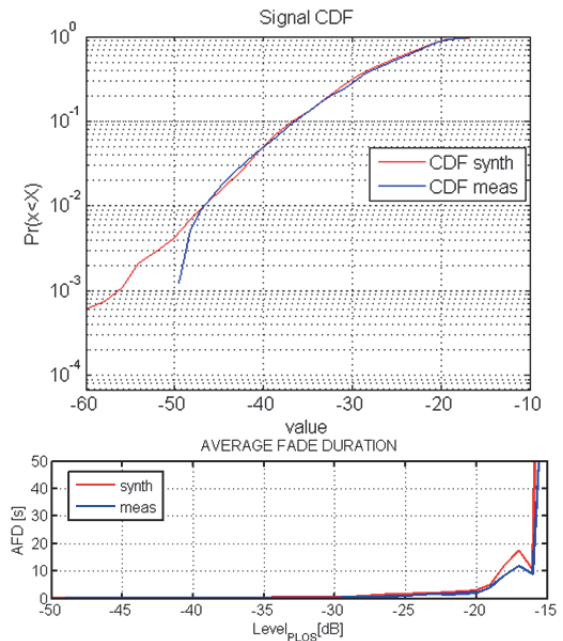 Signal CDF
10^0
10^-1
10^-2
10^-3
10^-4
Pr(x<X)
CDF synth
CDF meas
-60 -50 -40 -30 -20 -10
value
AVERAGE FADE DURATION
50
40
30
20
10
0
AFD [s]
synth
meas
-50 -45 -40 -35 -30 -25 -20 -15
Level_PLOS[dB]